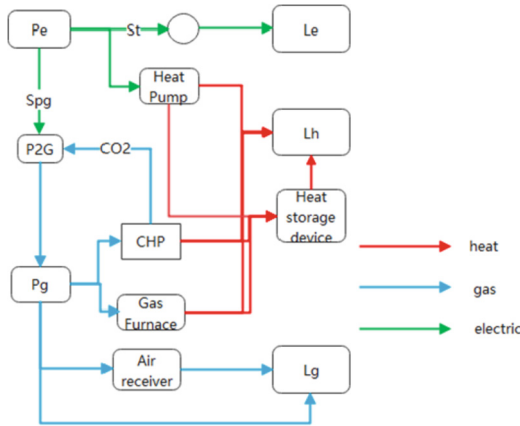 Pe
St
Le
Heat
Pump
Spg
Lh
P2G
CO2
Heat
storage
device
CHP
heat
Pg
Gas
Furnace
gas
electric
Air
receiver
Lg